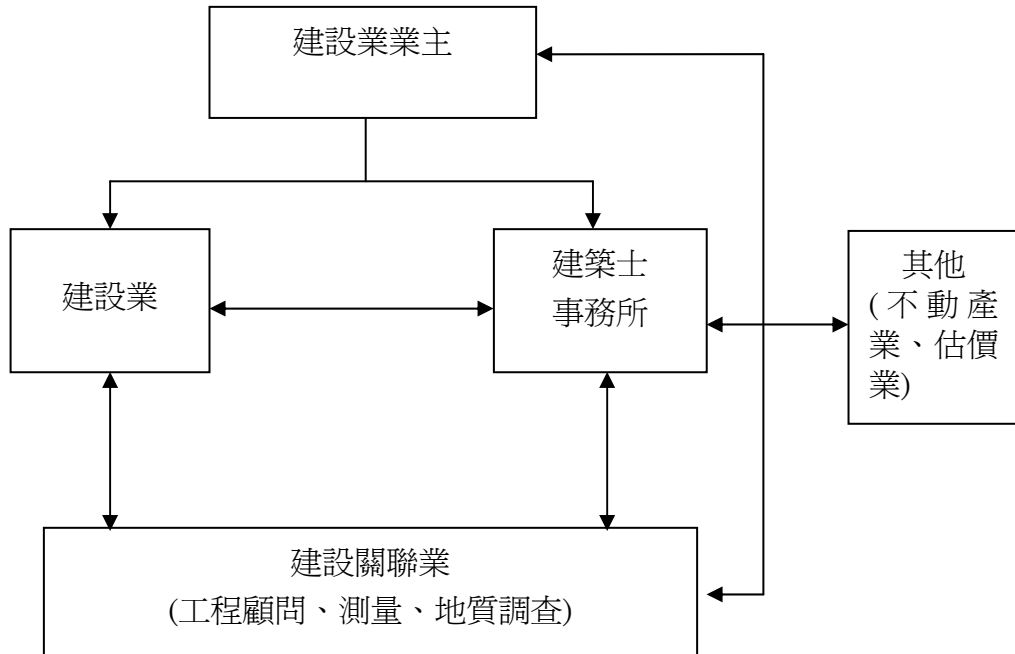 建設業業主
建設業
建築士
事務所
其他
(不動產
業、估價
業)
建設關聯業
(工程顧問、測量、地質調查)